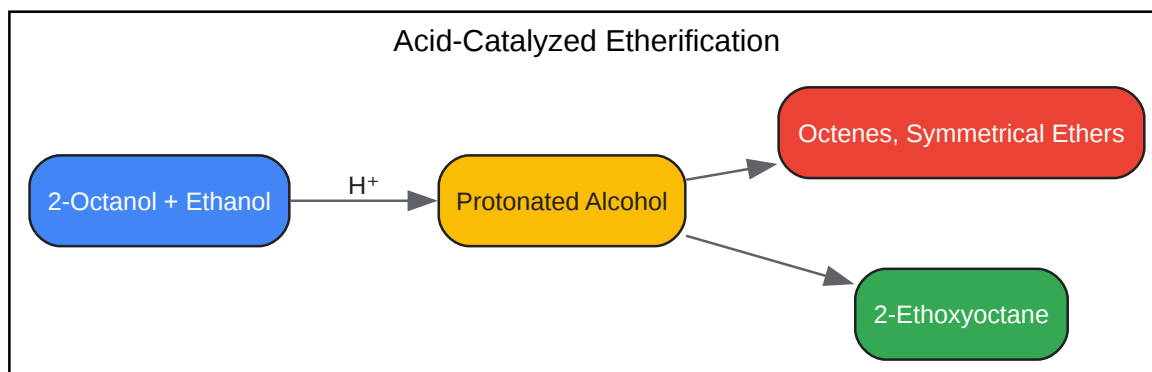 Acid-Catalyzed Etherification
2-Octanol + Ethanol
H⁺
Protonated Alcohol
Octenes, Symmetrical Ethers
2-Ethoxyoctane